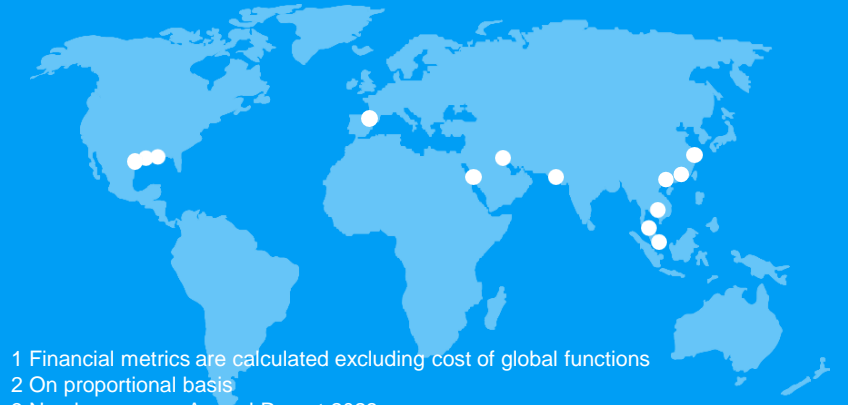 1 Financial metrics are calculated excluding cost of global functions
2 On proportional basis